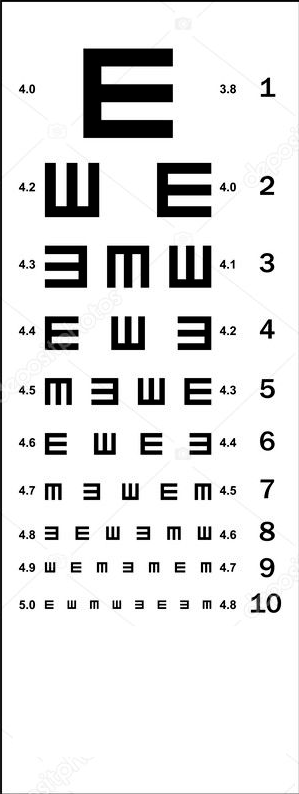 4.0 E 3.8 1
4.2 Ш E 4.0 2
4.3 Ǝ m Ш 4.1 3
4.4 E Ш Ǝ 4.2 4
4.5 m Ǝ Ш E 4.3 5
4.6 E Ш E Ǝ 4.4 6
4.7 m Ǝ Ш E m 4.5 7
4.8 Ǝ E Ш Ǝ m Ш 4.6 8
4.9 Ш E m Ǝ m E m 4.7 9
5.0 E Ш m Ш Ǝ E Ǝ m 4.8 10
depositphotos